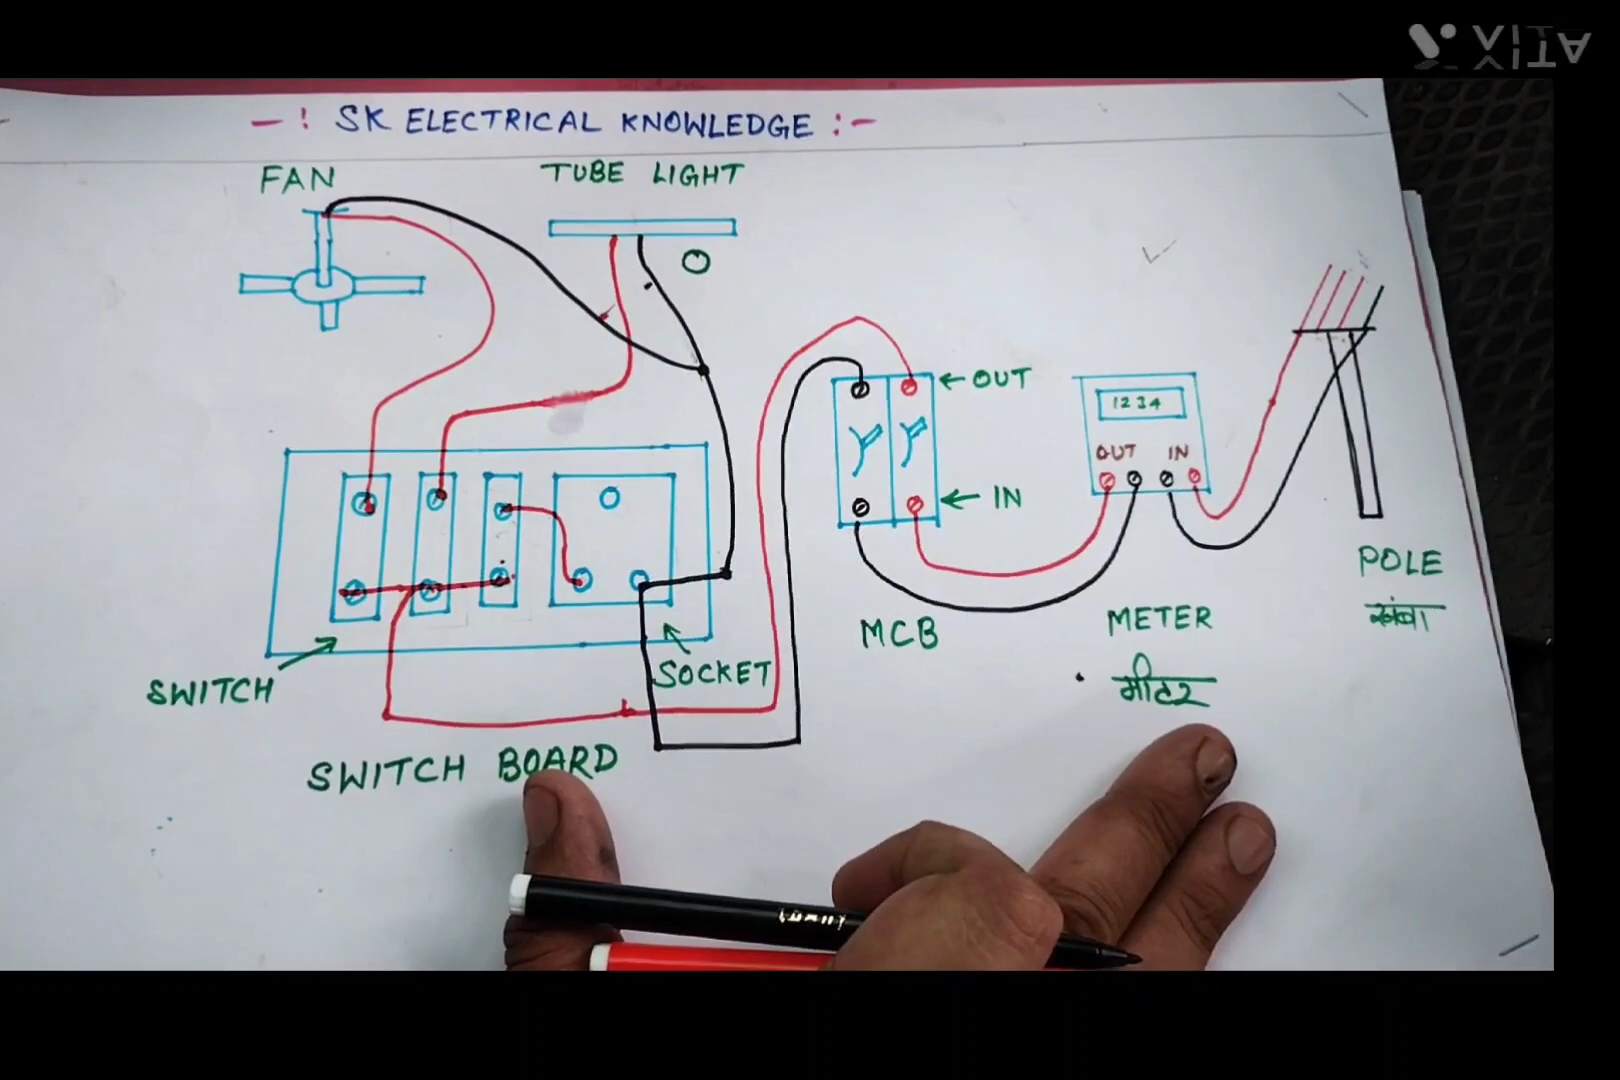 VITA
- ! SK ELECTRICAL KNOWLEDGE :-
FAN
TUBE LIGHT
OUT
1234
OUT IN
IN
POLE
खंबा
METER
मीटर
MCB
SOCKET
SWITCH
SWITCH BOARD